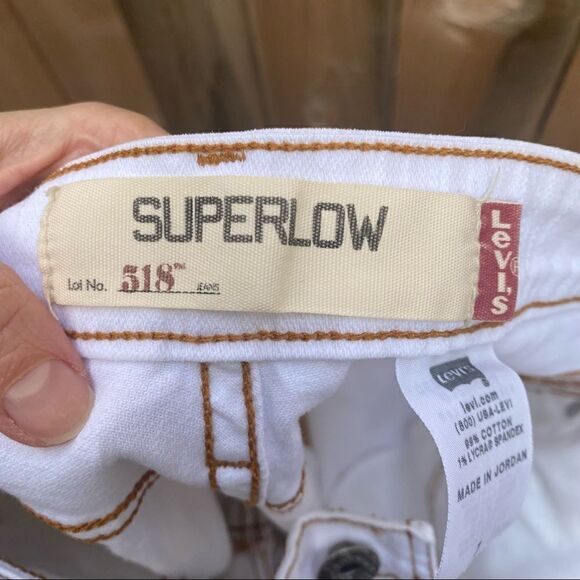 SUPERLOW
Lot No. 518™ JEANS
LeVI,S®
LEVI'S
levi.com
(800) USA-LEVI
99% COTTON
1% LYCRA® SPANDEX
MADE IN JORDAN